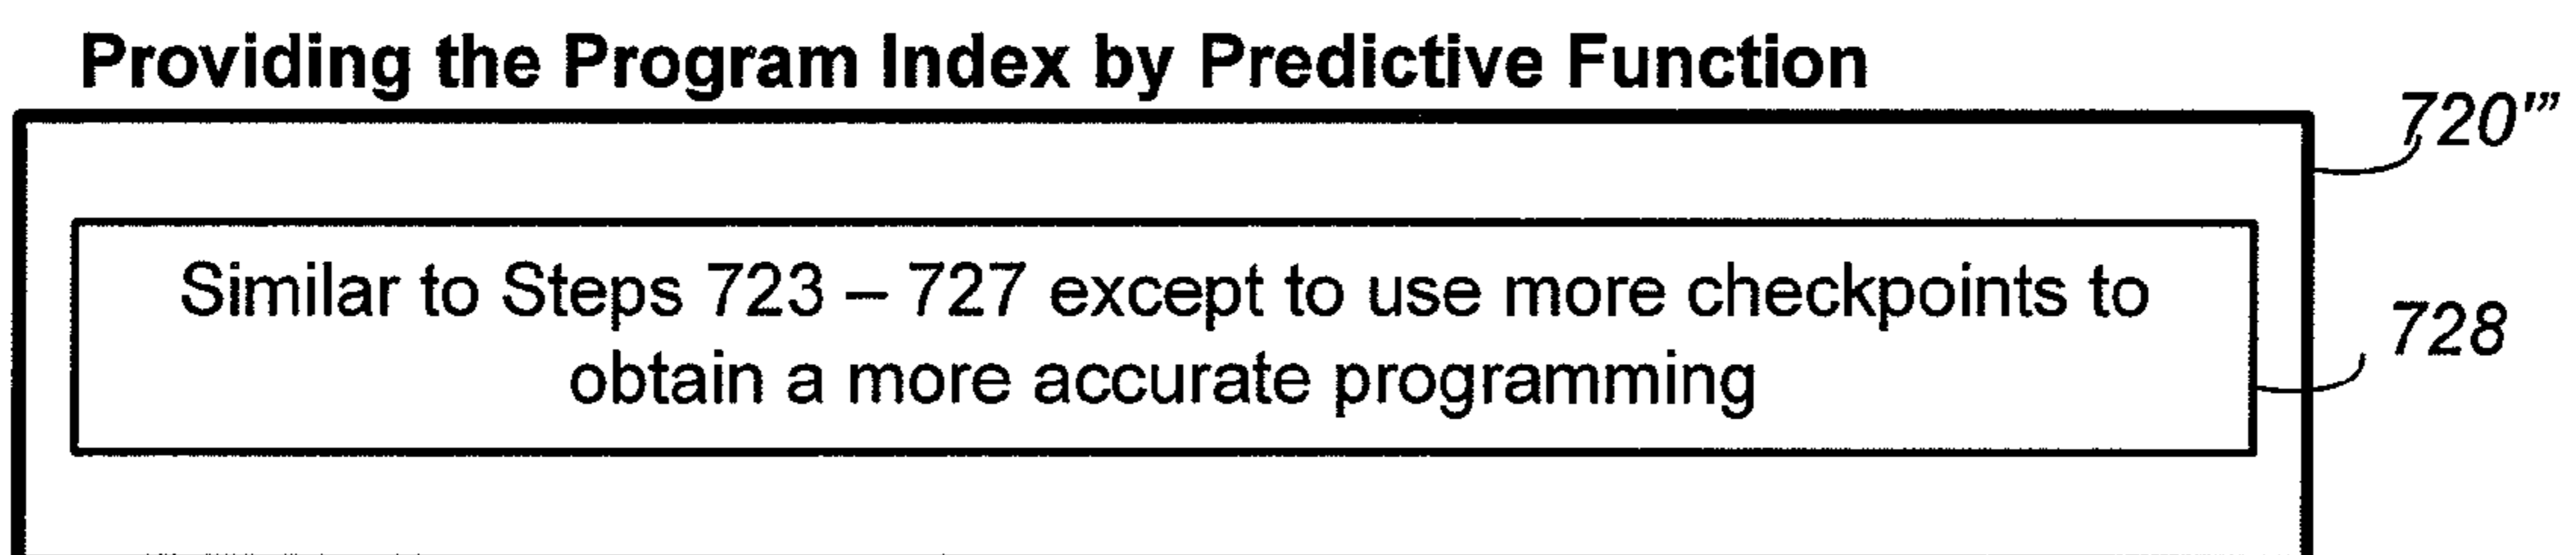 Providing the Program Index by Predictive Function
720'''
Similar to Steps 723 – 727 except to use more checkpoints to
obtain a more accurate programming
728